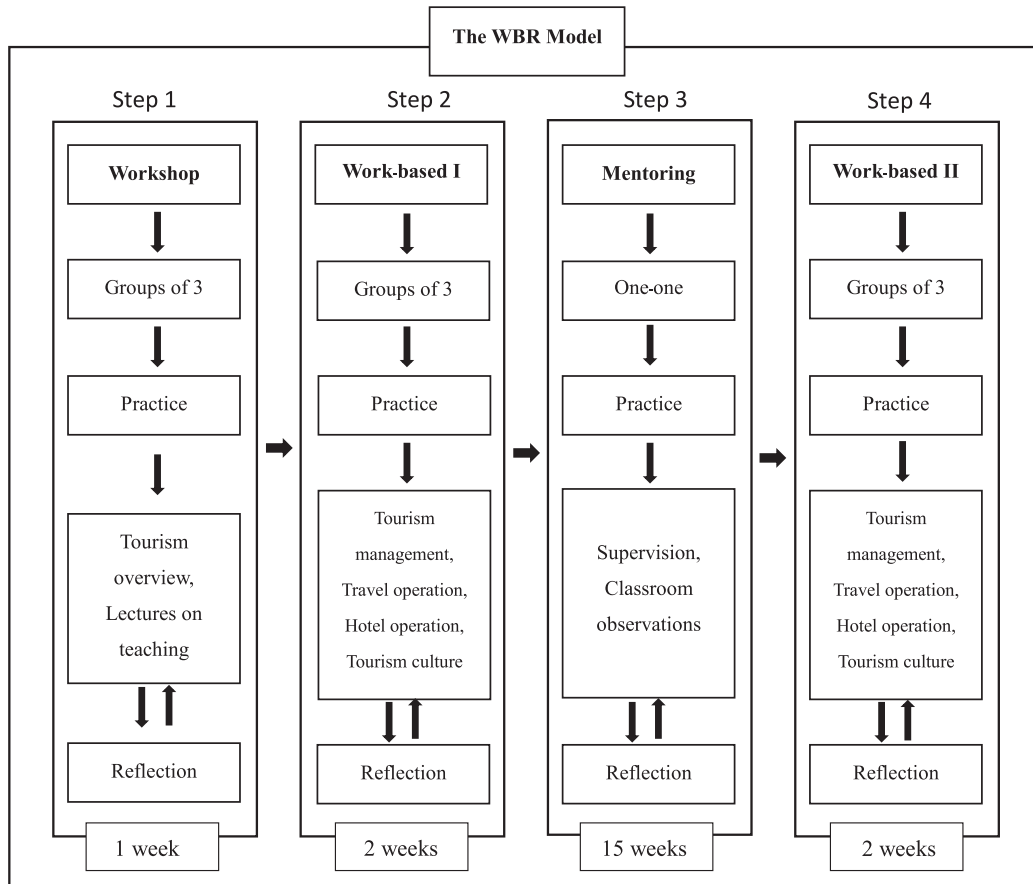 The WBR Model
Step 1
Workshop
Groups of 3
Practice
Tourism
overview,
Lectures on
teaching
Reflection
1 week
Step 2
Work-based I
Groups of 3
Practice
Tourism
management,
Travel operation,
Hotel operation,
Tourism culture
Reflection
2 weeks
Step 3
Mentoring
One-one
Practice
Supervision,
Classroom
observations
Reflection
15 weeks
Step 4
Work-based II
Groups of 3
Practice
Tourism
management,
Travel operation,
Hotel operation,
Tourism culture
Reflection
2 weeks